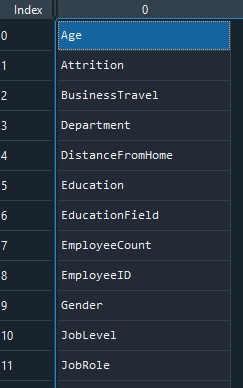 Index 0
0 Age
1 Attrition
2 BusinessTravel
3 Department
4 DistanceFromHome
5 Education
6 EducationField
7 EmployeeCount
8 EmployeeID
9 Gender
10 JobLevel
11 JobRole